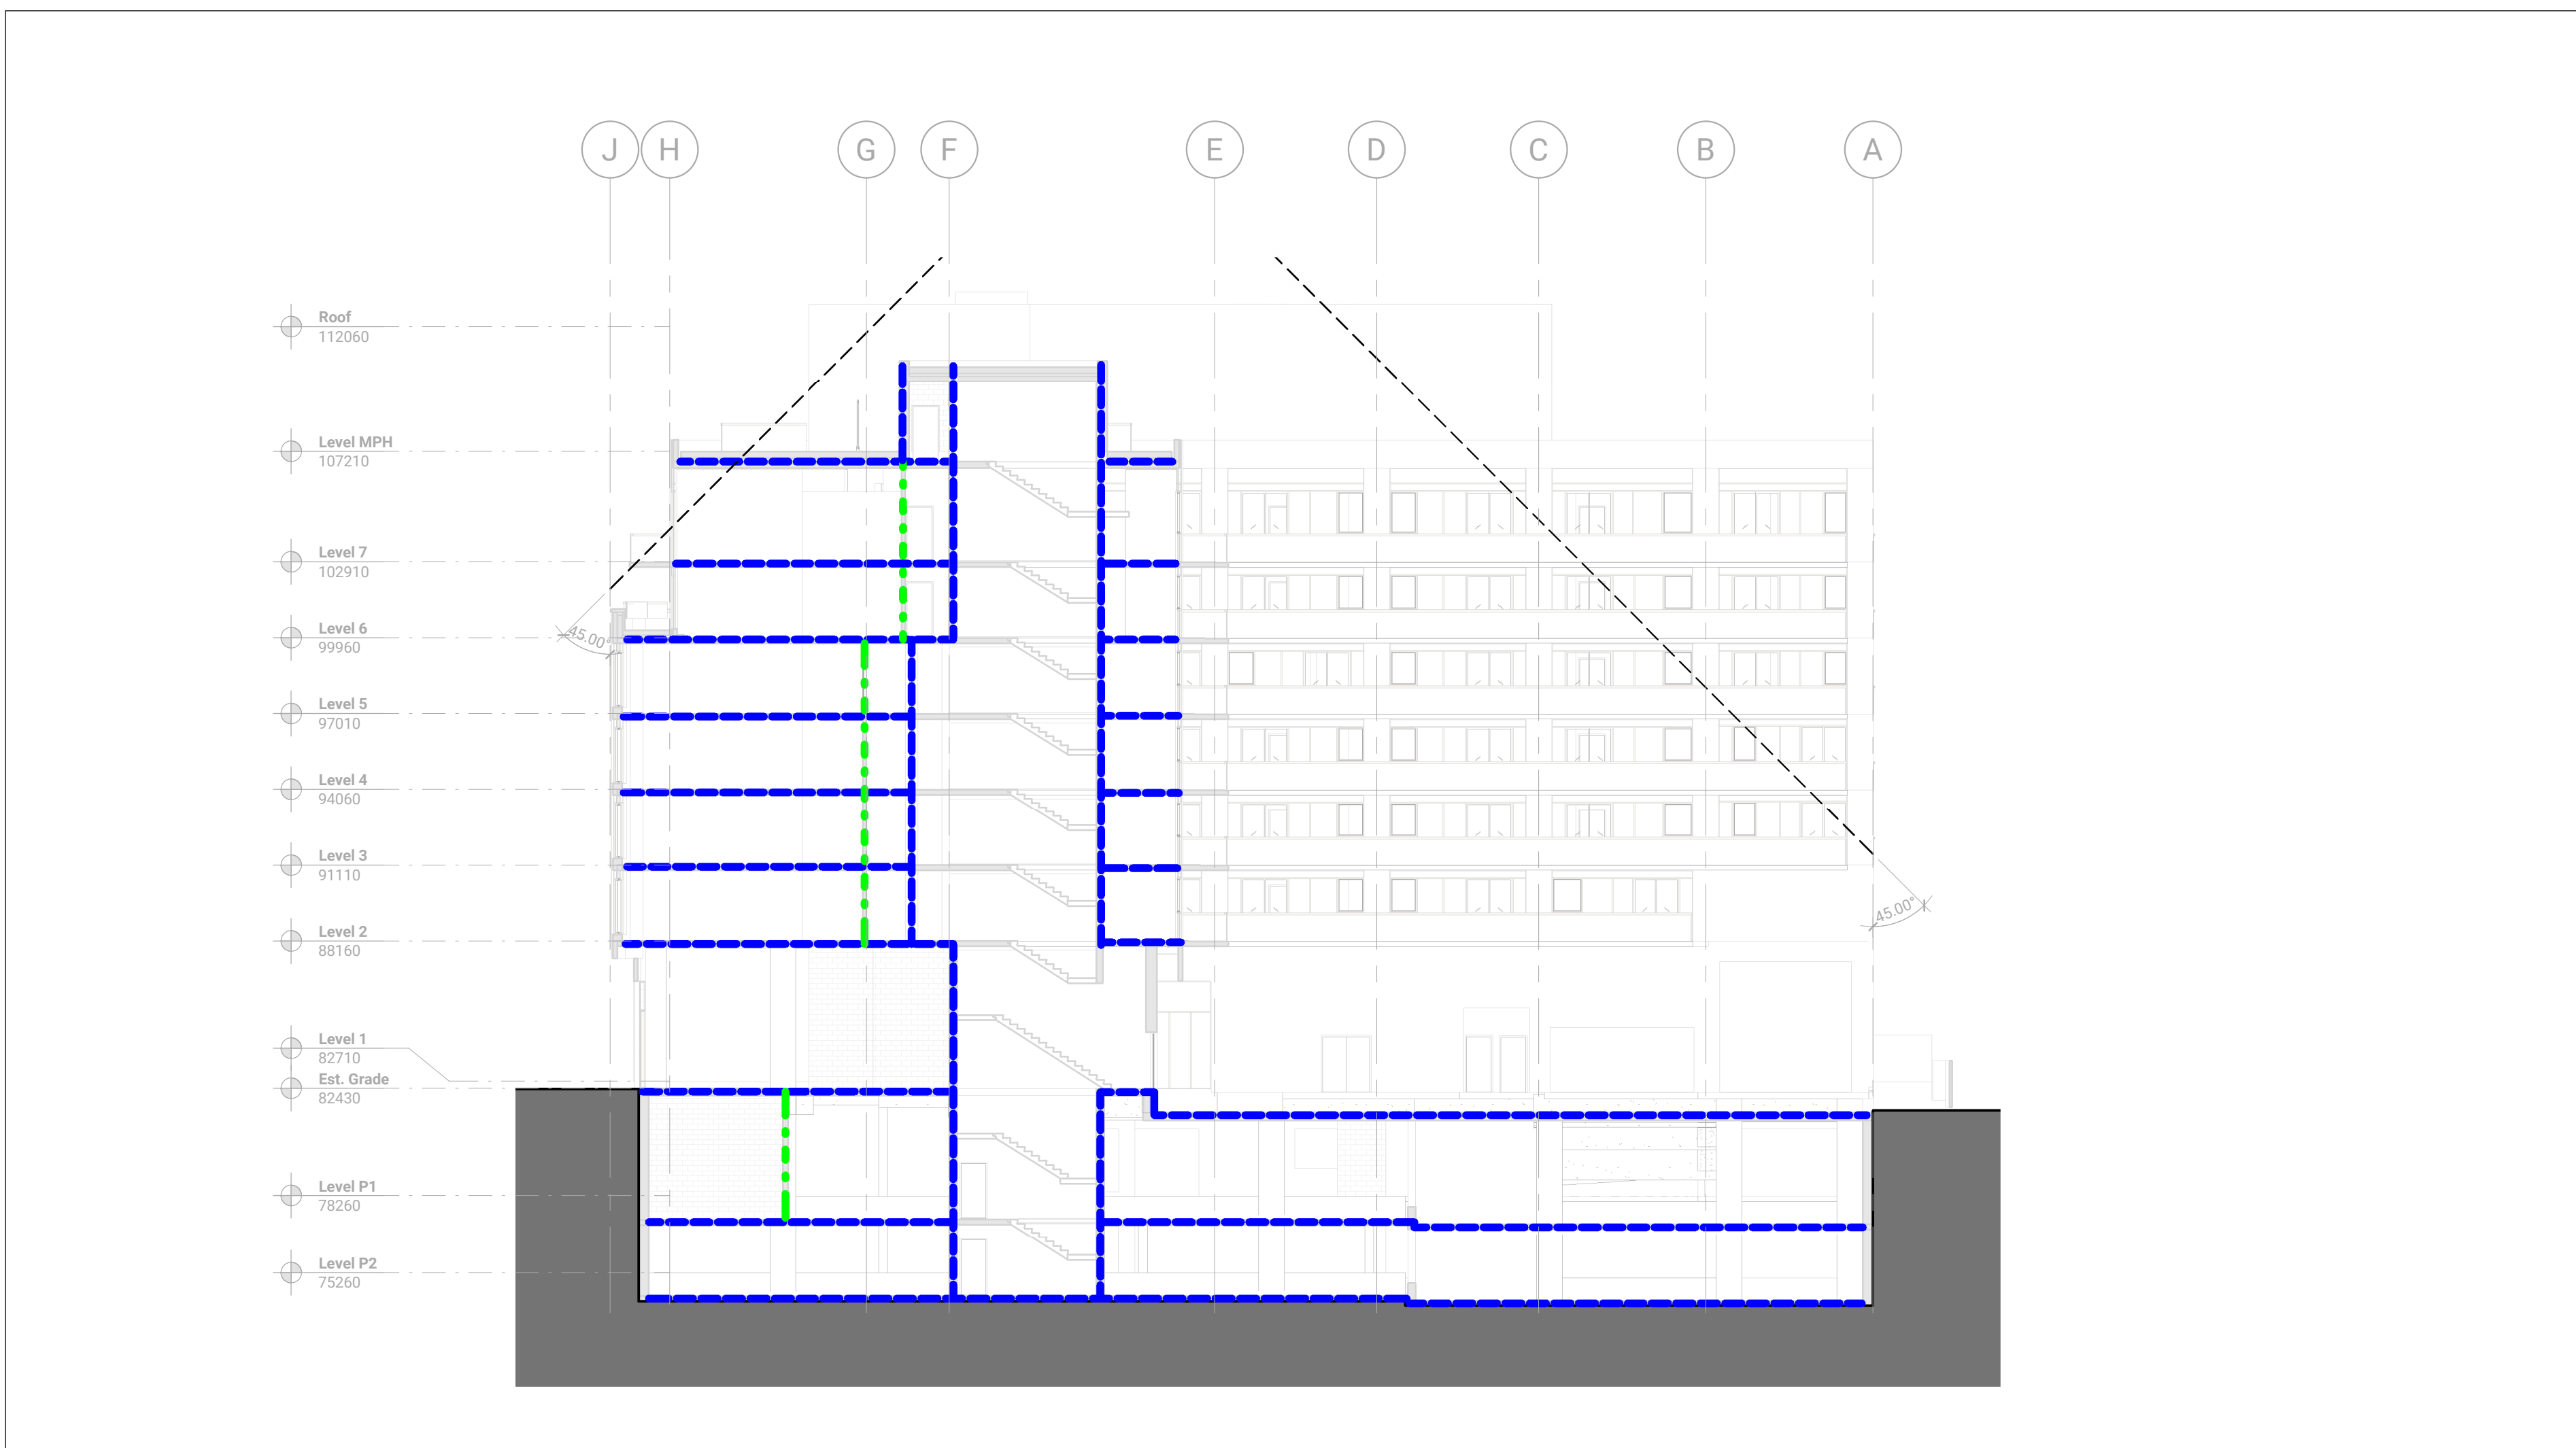 J H G F E D C B A
Roof
112060
Level MPH
107210
Level 7
102910
Level 6
99960
45.00°
Level 5
97010
Level 4
94060
Level 3
91110
45.00°
Level 2
88160
Level 1
82710
Est. Grade
82430
Level P1
78260
Level P2
75260